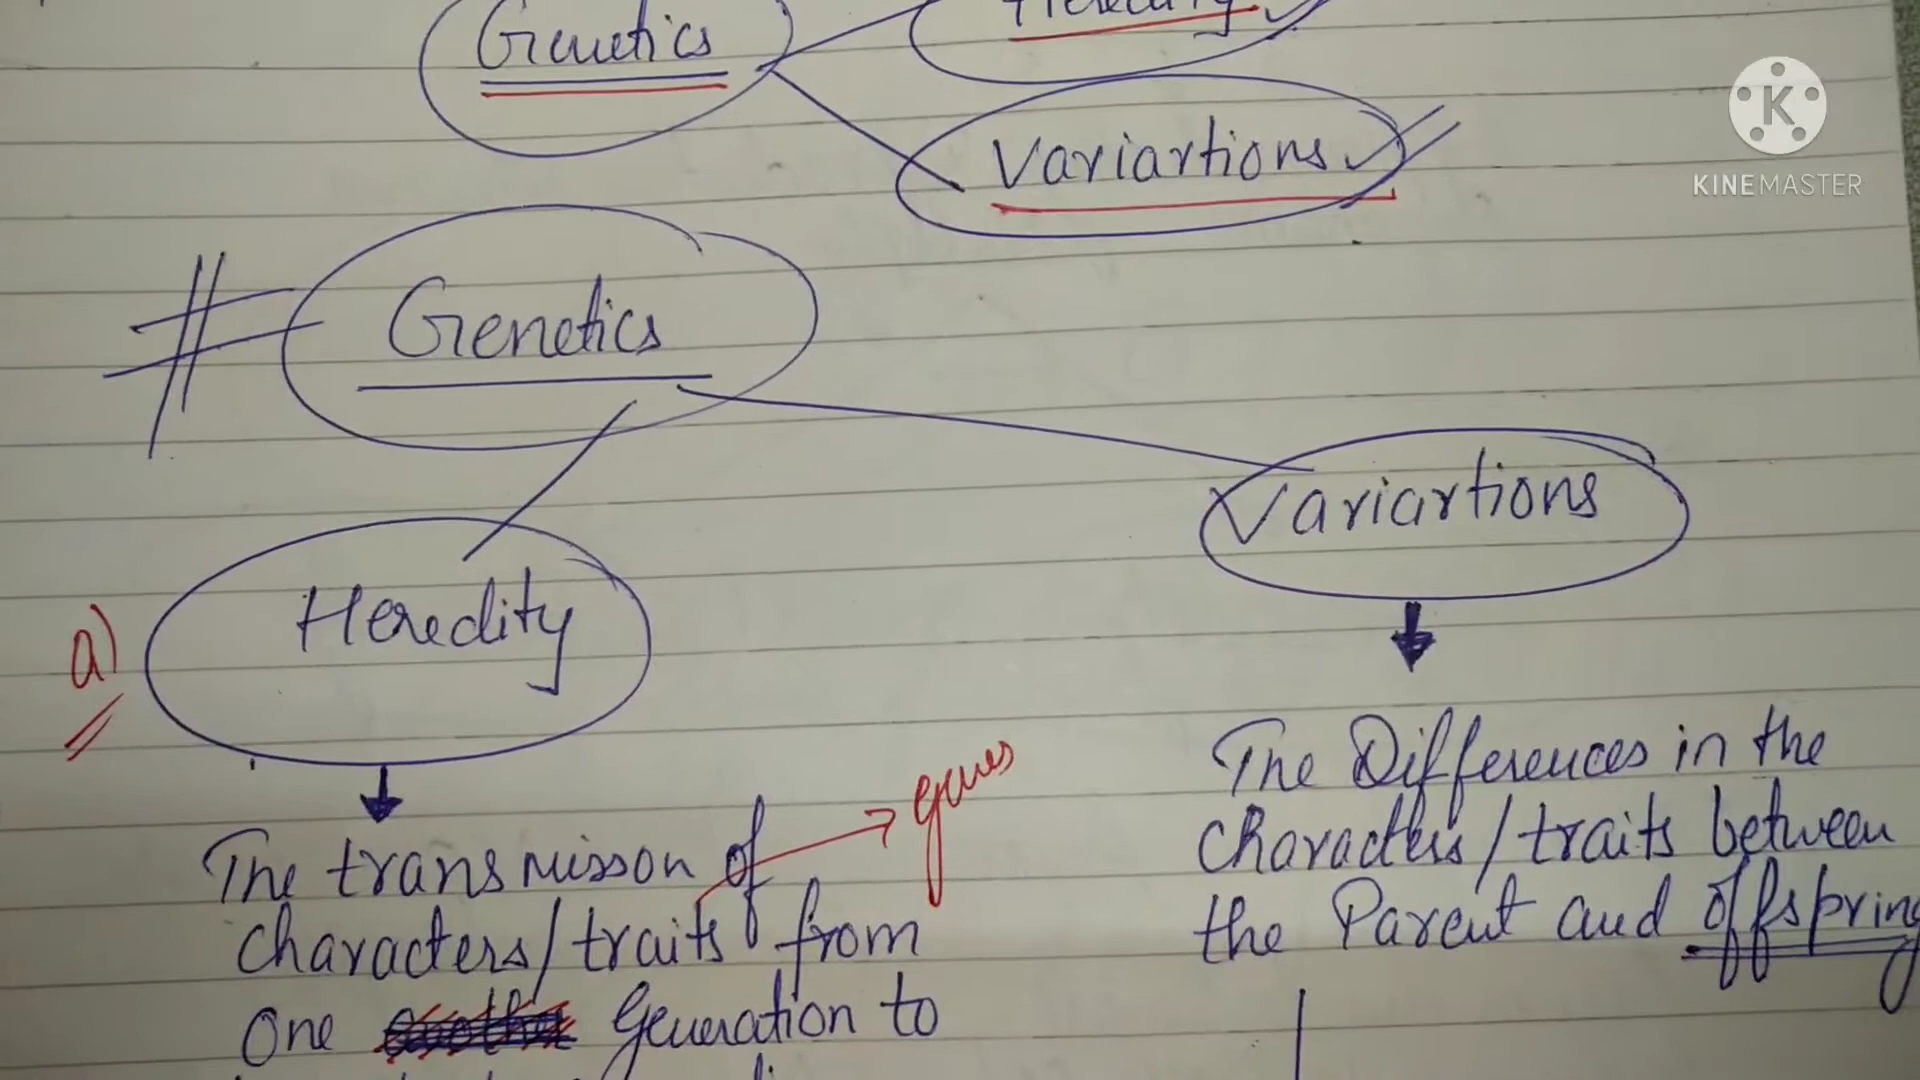 Genetics
Heredity
Variartions
K
KINEMASTER
# Genetics
Variartions
a) Heredity
genes
The Differences in the
characters/traits between
the Parent and offspring
The transmisson of
characters/traits from
one Generation to